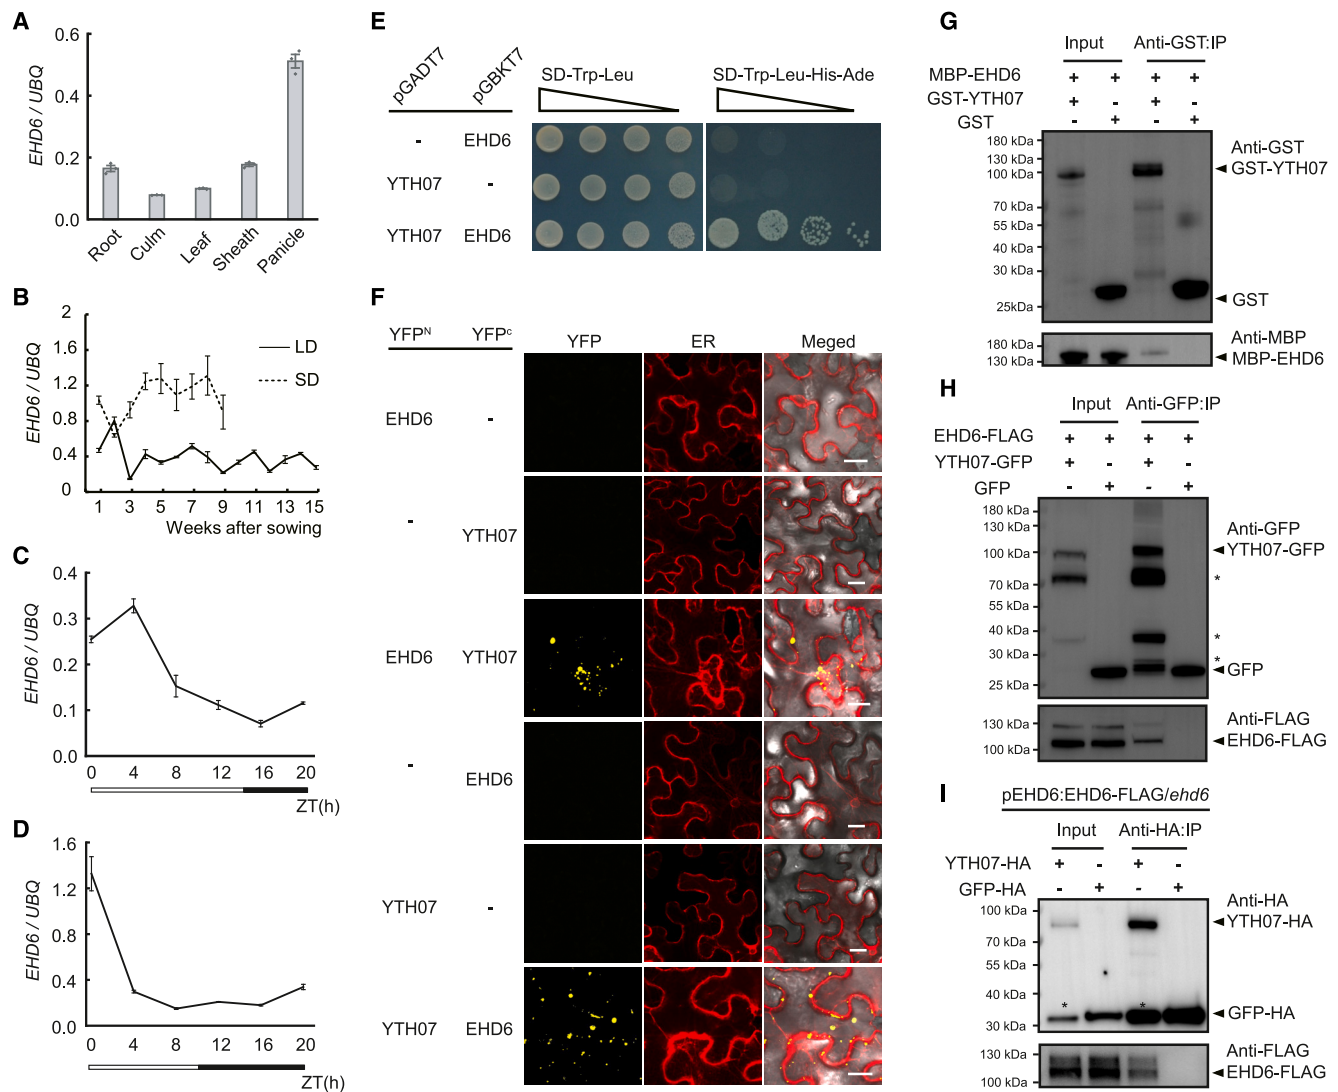 A
EHD6 / UBQ
0.6
0.4
0.2
0.0
Root
Culm
Leaf
Sheath
Panicle
B
EHD6 / UBQ
2
1.6
1.2
0.8
0.4
0
LD
SD
1 3 5 7 9 11 13 15
Weeks after sowing
C
EHD6 / UBQ
0.4
0.3
0.2
0.1
0.0
0 4 8 12 16 20
ZT(h)
D
EHD6 / UBQ
1.6
1.2
0.8
0.4
0.0
0 4 8 12 16 20
ZT(h)
E
pGADT7 pGBKT7
SD-Trp-Leu SD-Trp-Leu-His-Ade
- EHD6
YTH07 -
YTH07 EHD6
F
YFPN YFPc YFP ER Meged
EHD6 -
- YTH07
EHD6 YTH07
- EHD6
YTH07 -
YTH07 EHD6
G
Input Anti-GST:IP
MBP-EHD6 + + + +
GST-YTH07 + - + -
GST - + - +
180 kDa
130 kDa
100 kDa
70 kDa
55 kDa
40 kDa
30 kDa
25kDa
Anti-GST
GST-YTH07
GST
180 kDa
130 kDa
Anti-MBP
MBP-EHD6
H
Input Anti-GFP:IP
EHD6-FLAG + + + +
YTH07-GFP + - + -
GFP - + - +
180 kDa
130 kDa
100 kDa
70 kDa
55 kDa
40 kDa
30 kDa
25 kDa
Anti-GFP
YTH07-GFP
*
*
*
GFP
130 kDa
100 kDa
Anti-FLAG
EHD6-FLAG
I
pEHD6:EHD6-FLAG/ehd6
Input Anti-HA:IP
YTH07-HA + - + -
GFP-HA - + - +
100 kDa
70 kDa
55 kDa
40 kDa
30 kDa
Anti-HA
YTH07-HA
* *
GFP-HA
130 kDa
100 kDa
Anti-FLAG
EHD6-FLAG